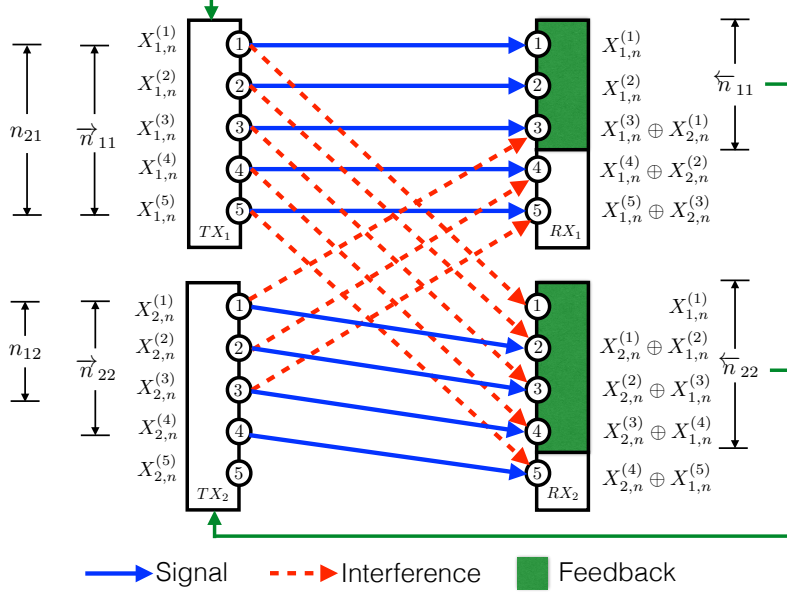 X_{1,n}^{(1)} 1 1 X_{1,n}^{(1)}
X_{1,n}^{(2)} 2 2 X_{1,n}^{(2)} \overleftarrow{n}_{11}
n_{21} \overrightarrow{n}_{11} X_{1,n}^{(3)} 3 3 X_{1,n}^{(3)} ⊕ X_{2,n}^{(1)}
X_{1,n}^{(4)} 4 4 X_{1,n}^{(4)} ⊕ X_{2,n}^{(2)}
X_{1,n}^{(5)} 5 5 X_{1,n}^{(5)} ⊕ X_{2,n}^{(3)}
TX_1 RX_1
X_{2,n}^{(1)} 1 1 X_{1,n}^{(1)}
n_{12} \overrightarrow{n}_{22} X_{2,n}^{(2)} 2 2 X_{2,n}^{(1)} ⊕ X_{1,n}^{(2)} \overleftarrow{n}_{22}
X_{2,n}^{(3)} 3 3 X_{2,n}^{(2)} ⊕ X_{1,n}^{(3)}
X_{2,n}^{(4)} 4 4 X_{2,n}^{(3)} ⊕ X_{1,n}^{(4)}
X_{2,n}^{(5)} 5 5 X_{2,n}^{(4)} ⊕ X_{1,n}^{(5)}
TX_2 RX_2
Signal Interference Feedback